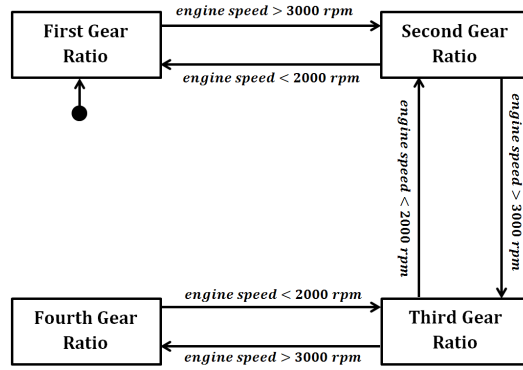 engine speed > 3000 rpm
First Gear
Ratio
Second Gear
Ratio
engine speed < 2000 rpm
engine speed < 2000 rpm
engine speed > 3000 rpm
engine speed < 2000 rpm
Fourth Gear
Ratio
Third Gear
Ratio
engine speed > 3000 rpm